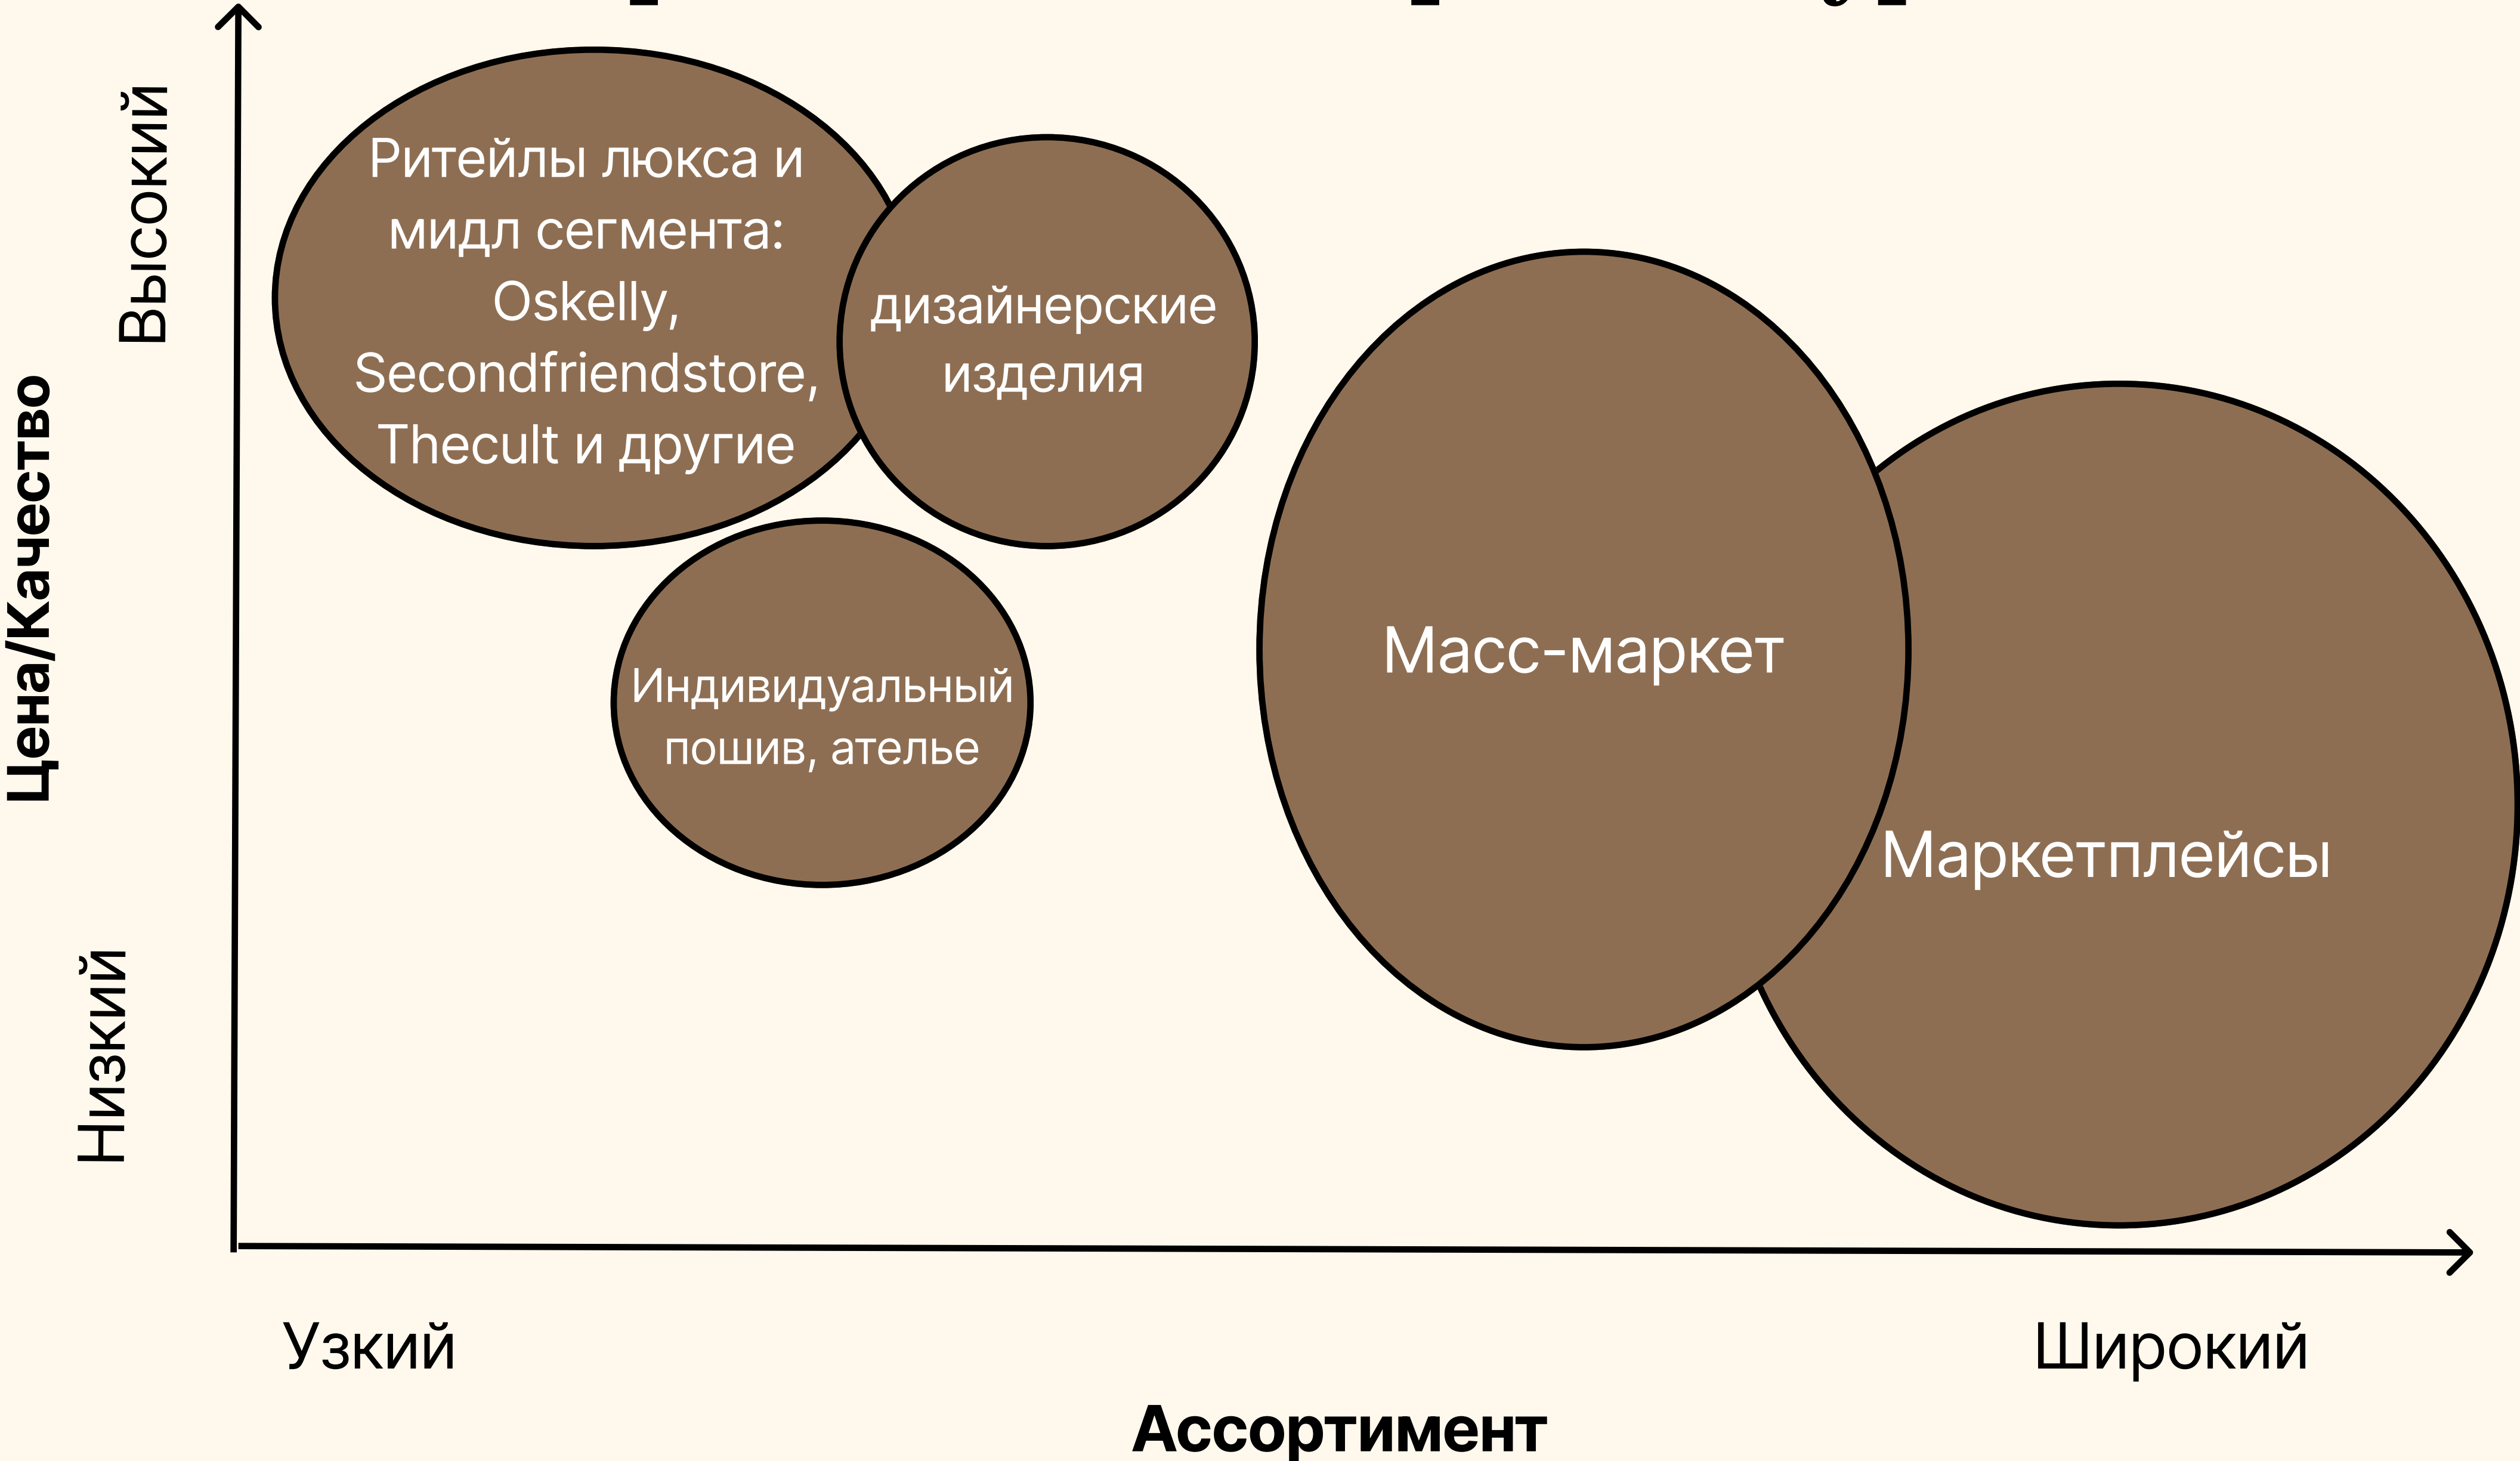 Высокий
Цена/Качество
Низкий
Ритейлы люкса и
мидл сегмента:
Oskelly,
Secondfriendstore,
Thecult и другие
дизайнерские
изделия
Индивидуальный
пошив, ателье
Масс-маркет
Маркетплейсы
Узкий
Широкий
Ассортимент